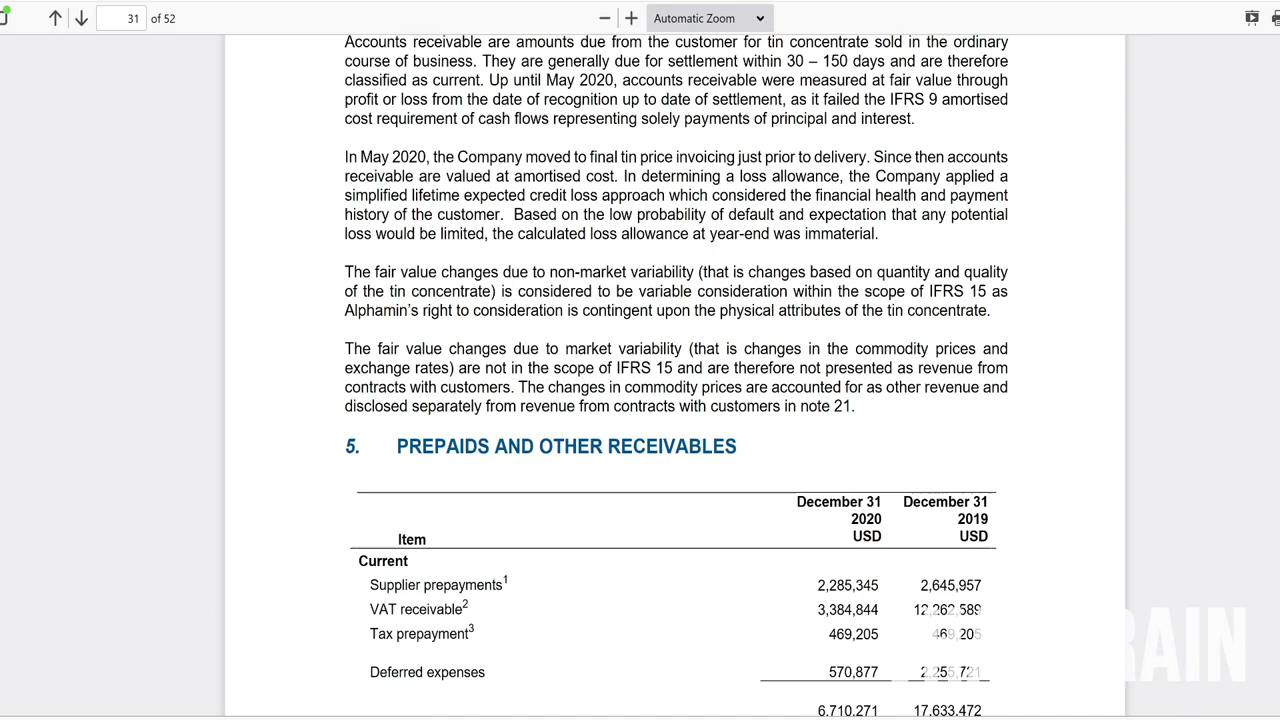 31 of 52
Automatic Zoom
Accounts receivable are amounts due from the customer for tin concentrate sold in the ordinary
course of business. They are generally due for settlement within 30 – 150 days and are therefore
classified as current. Up until May 2020, accounts receivable were measured at fair value through
profit or loss from the date of recognition up to date of settlement, as it failed the IFRS 9 amortised
cost requirement of cash flows representing solely payments of principal and interest.
In May 2020, the Company moved to final tin price invoicing just prior to delivery. Since then accounts
receivable are valued at amortised cost. In determining a loss allowance, the Company applied a
simplified lifetime expected credit loss approach which considered the financial health and payment
history of the customer. Based on the low probability of default and expectation that any potential
loss would be limited, the calculated loss allowance at year-end was immaterial.
The fair value changes due to non-market variability (that is changes based on quantity and quality
of the tin concentrate) is considered to be variable consideration within the scope of IFRS 15 as
Alphamin’s right to consideration is contingent upon the physical attributes of the tin concentrate.
The fair value changes due to market variability (that is changes in the commodity prices and
exchange rates) are not in the scope of IFRS 15 and are therefore not presented as revenue from
contracts with customers. The changes in commodity prices are accounted for as other revenue and
disclosed separately from revenue from contracts with customers in note 21.
5. PREPAIDS AND OTHER RECEIVABLES
December 31 December 31
2020 2019
Item USD USD
Current
Supplier prepayments1 2,285,345 2,645,957
VAT receivable2 3,384,844 12,262,589
Tax prepayment3 469,205 469,205
Deferred expenses 570,877 2,255,721
6,710,271 17,633,472
RAIN